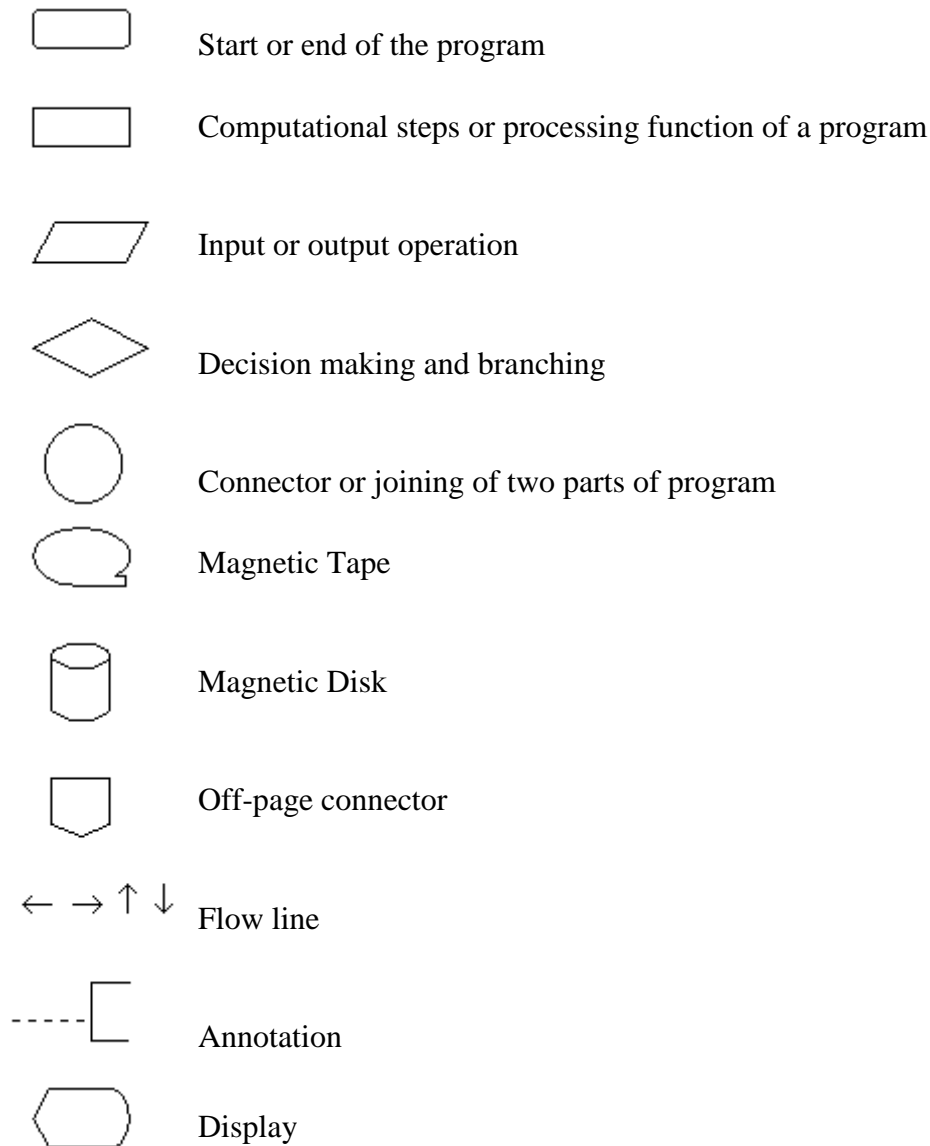 Start or end of the program
Computational steps or processing function of a program
Input or output operation
Decision making and branching
Connector or joining of two parts of program
Magnetic Tape
Magnetic Disk
Off-page connector
Flow line
Annotation
Display